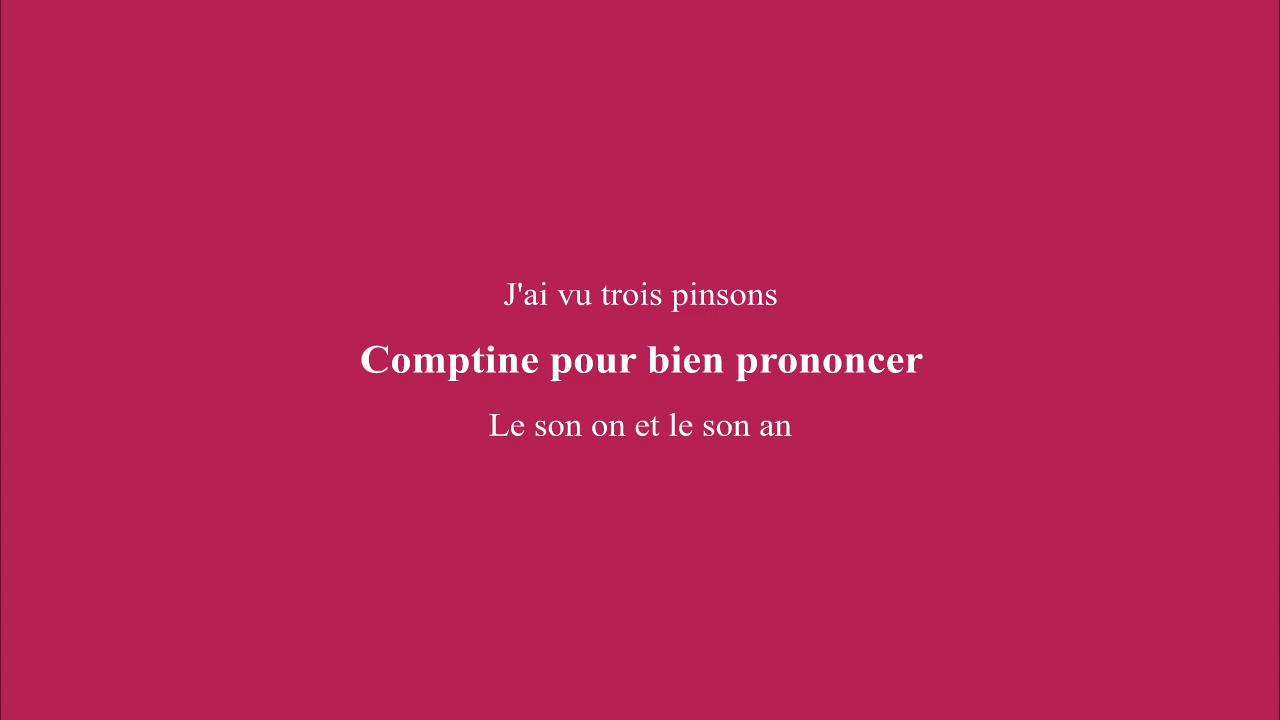 J'ai vu trois pinsons
Comptine pour bien prononcer
Le son on et le son an